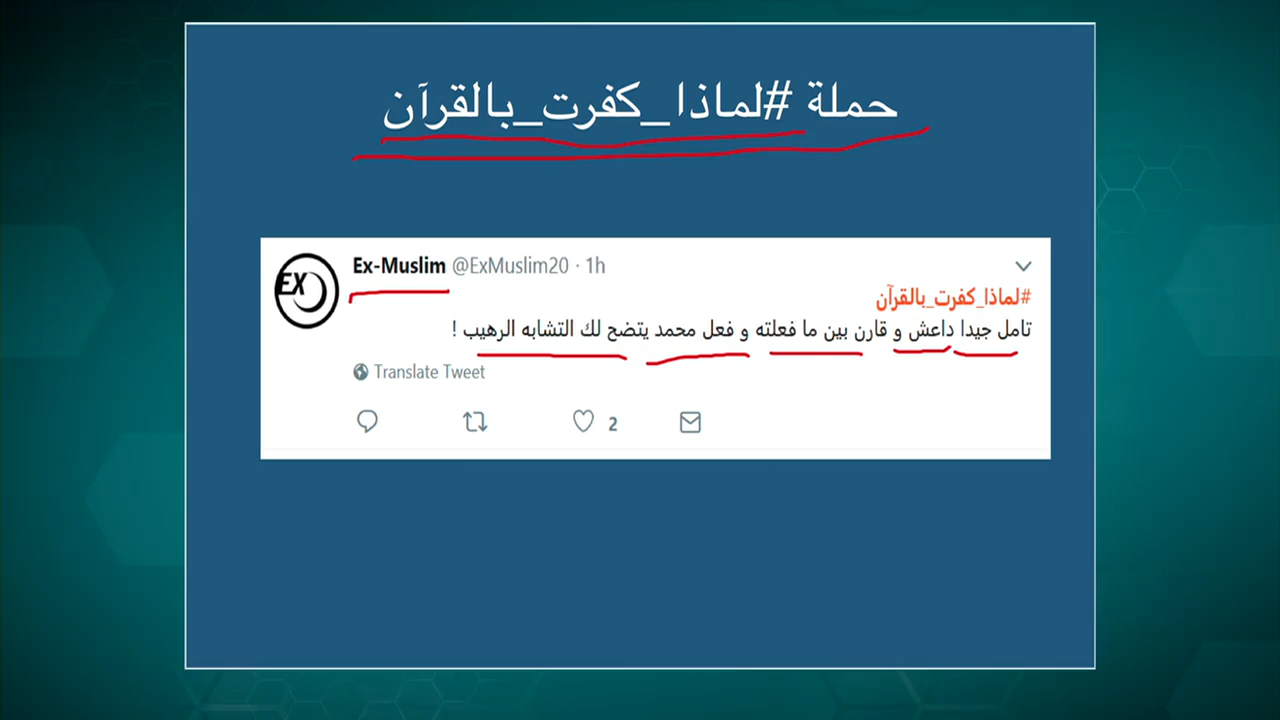 حملة #لماذا_كفرت_بالقرآن
EX
Ex-Muslim @ExMuslim20 · 1h
#لماذا_كفرت_بالقرآن
تامل جيدا داعش و قارن بين ما فعلته و فعل محمد يتضح لك التشابه الرهيب !
Translate Tweet
2